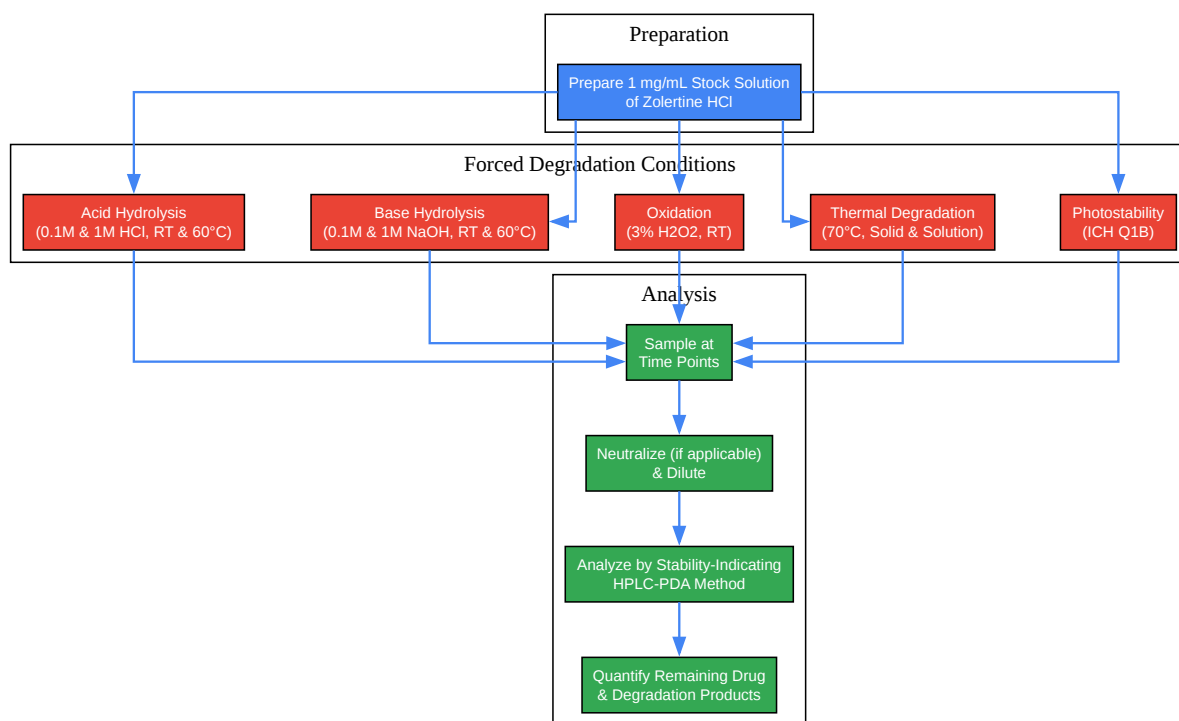 Preparation
Prepare 1 mg/mL Stock Solution
of Zolertine HCl
Forced Degradation Conditions
Acid Hydrolysis
(0.1M & 1M HCl, RT & 60°C)
Base Hydrolysis
(0.1M & 1M NaOH, RT & 60°C)
Oxidation
(3% H2O2, RT)
Thermal Degradation
(70°C, Solid & Solution)
Photostability
(ICH Q1B)
Analysis
Sample at
Time Points
Neutralize (if applicable)
& Dilute
Analyze by Stability-Indicating
HPLC-PDA Method
Quantify Remaining Drug
& Degradation Products